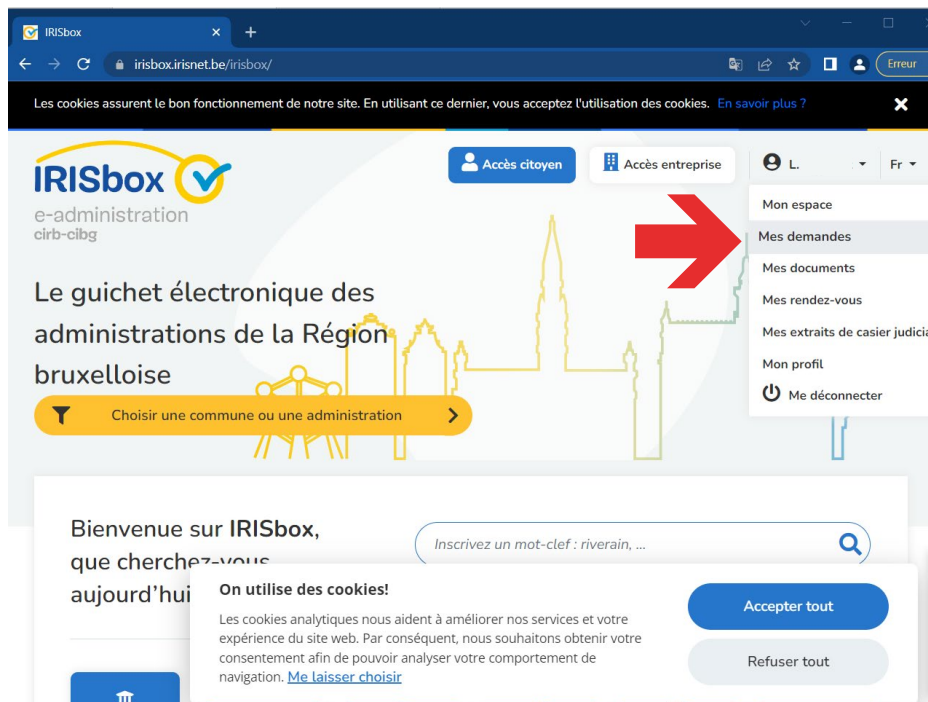 IRISbox
irisbox.irisnet.be/irisbox/
Erreur
Les cookies assurent le bon fonctionnement de notre site. En utilisant ce dernier, vous acceptez l'utilisation des cookies. En savoir plus ?
IRISbox
e-administration
cirb-cibg
Accès citoyen
Accès entreprise
L.
Fr
Mon espace
Mes demandes
Mes documents
Mes rendez-vous
Mes extraits de casier judicia
Mon profil
Me déconnecter
Le guichet électronique des
administrations de la Région
bruxelloise
Choisir une commune ou une administration
Bienvenue sur IRISbox,
que cherchez-vous
aujourd'hui
Inscrivez un mot-clef : riverain, ...
On utilise des cookies!
Les cookies analytiques nous aident à améliorer nos services et votre
expérience du site web. Par conséquent, nous souhaitons obtenir votre
consentement afin de pouvoir analyser votre comportement de
navigation. Me laisser choisir
Accepter tout
Refuser tout